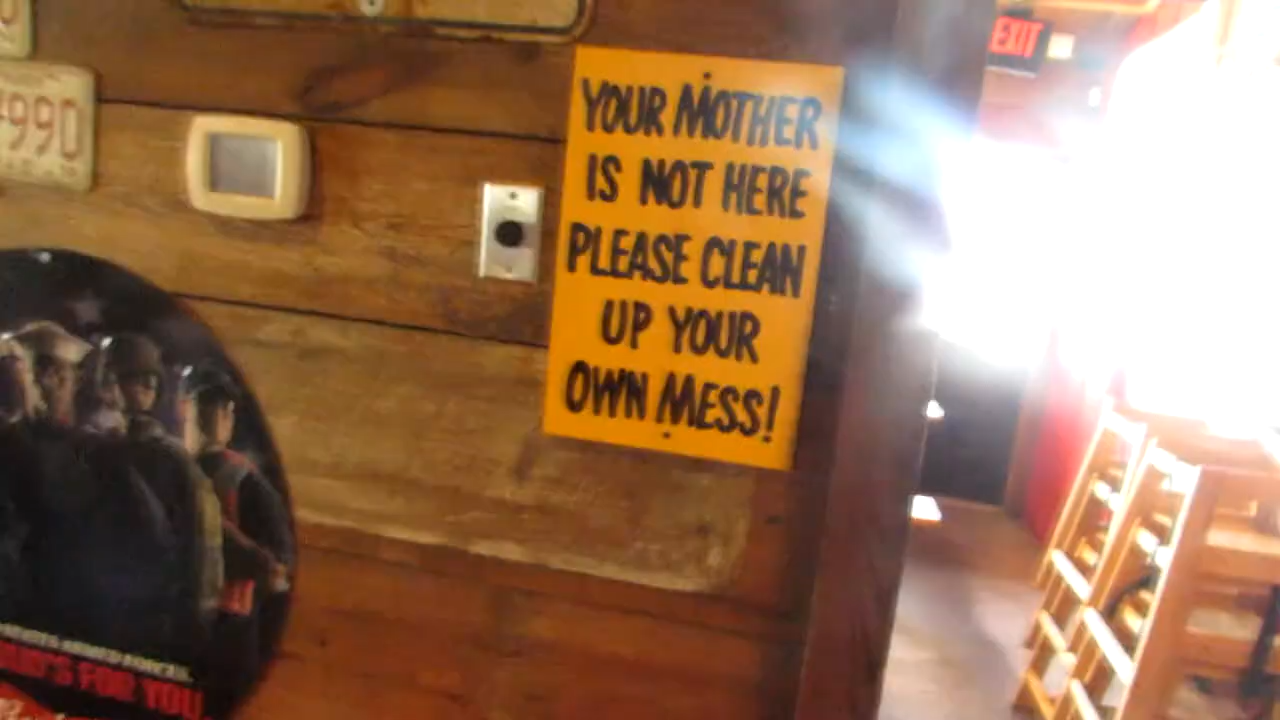 990
EXIT
YOUR MOTHER
IS NOT HERE
PLEASE CLEAN
UP YOUR
OWN MESS!
FOR YOU